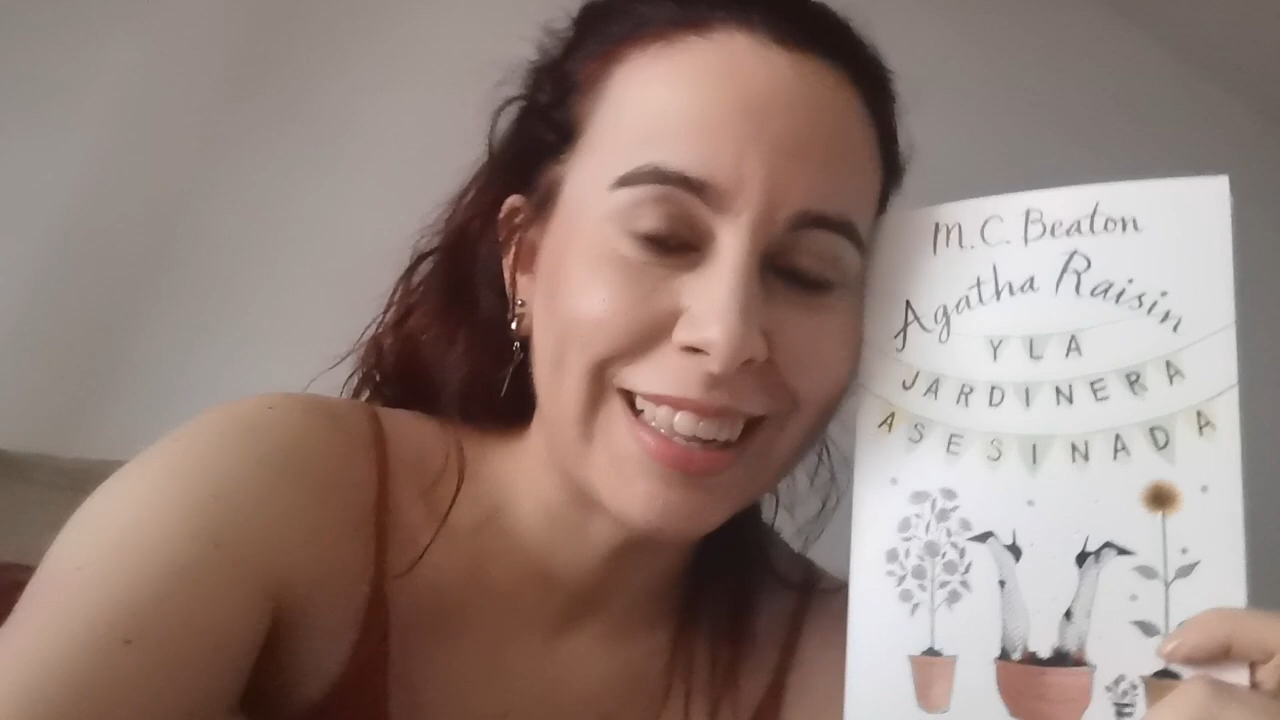 M.C. Beaton
Agatha Raisin
Y LA
JARDINERA
ASESINADA